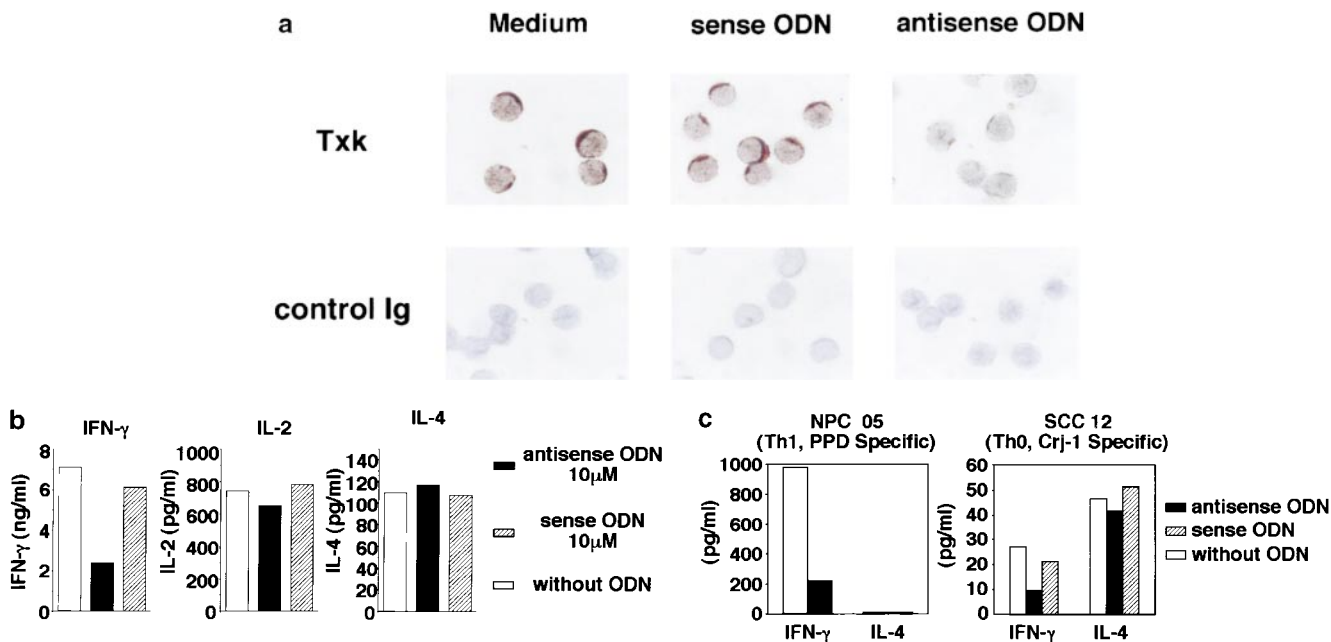 a
Medium sense ODN antisense ODN
Txk
control Ig
b
IFN-γ IL-2 IL-4
IFN-γ (ng/ml)
8
6
4
2
0
IL-2 (pg/ml)
1000
800
600
400
200
0
IL-4 (pg/ml)
140
120
100
80
60
40
20
0
antisense ODN
10μM
sense ODN
10μM
without ODN
c
NPC 05
(Th1, PPD Specific)
(pg/ml)
1000
800
600
400
200
0
IFN-γ IL-4
SCC 12
(Th0, Crj-1 Specific)
(pg/ml)
60
50
40
30
20
10
0
IFN-γ IL-4
antisense ODN
sense ODN
without ODN